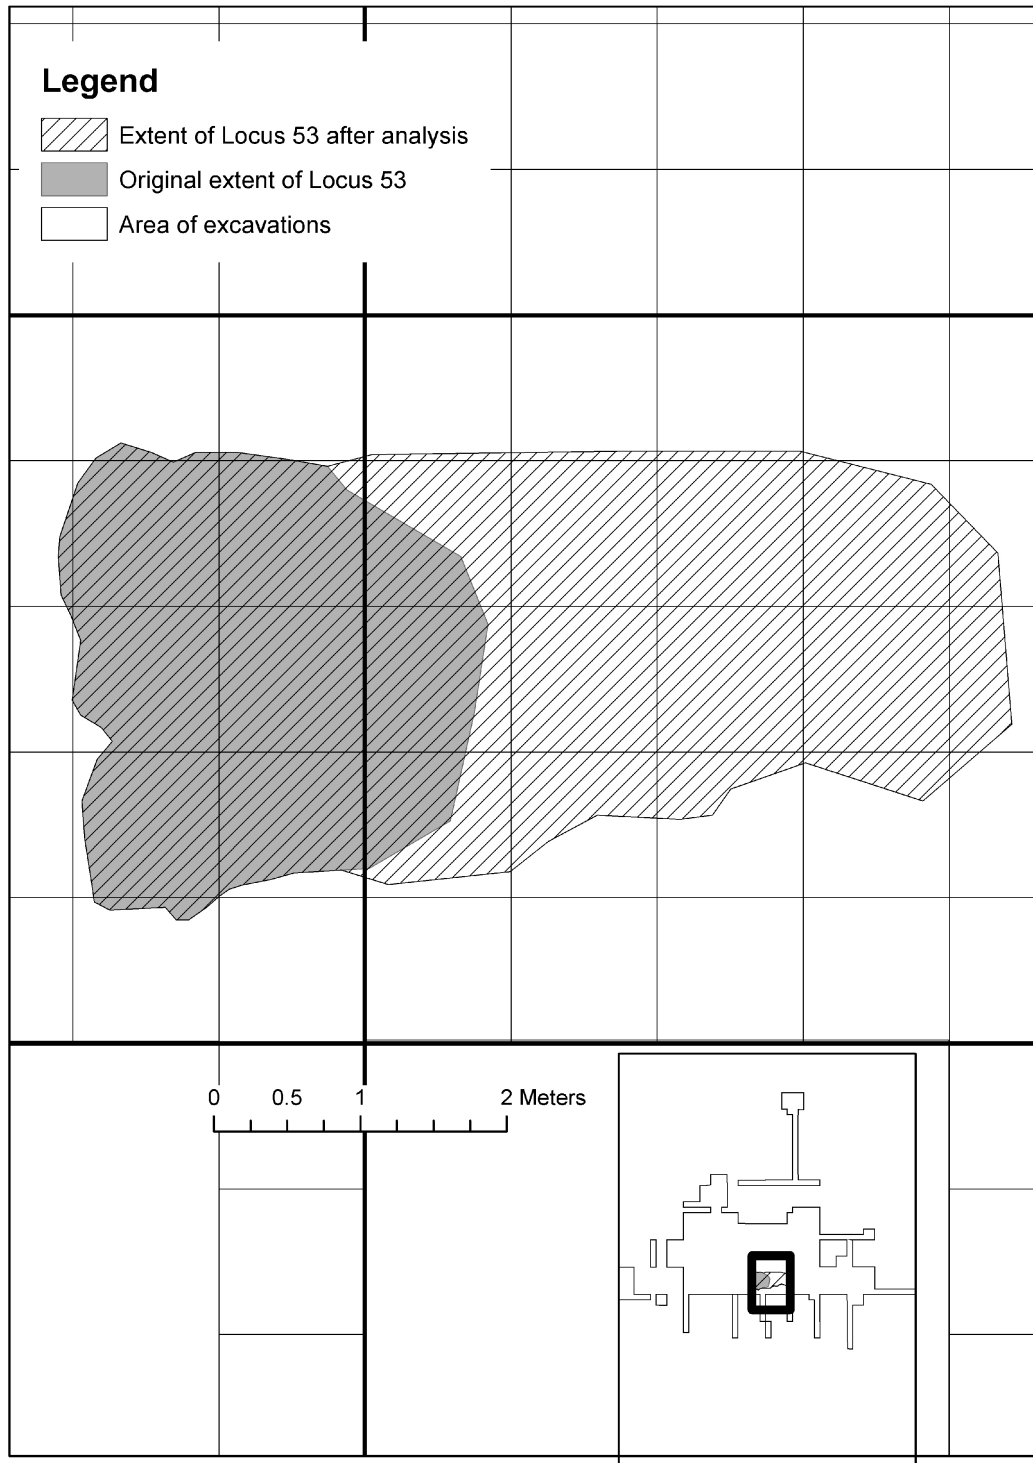 Legend
Extent of Locus 53 after analysis
Original extent of Locus 53
Area of excavations
0 0.5 1 2 Meters